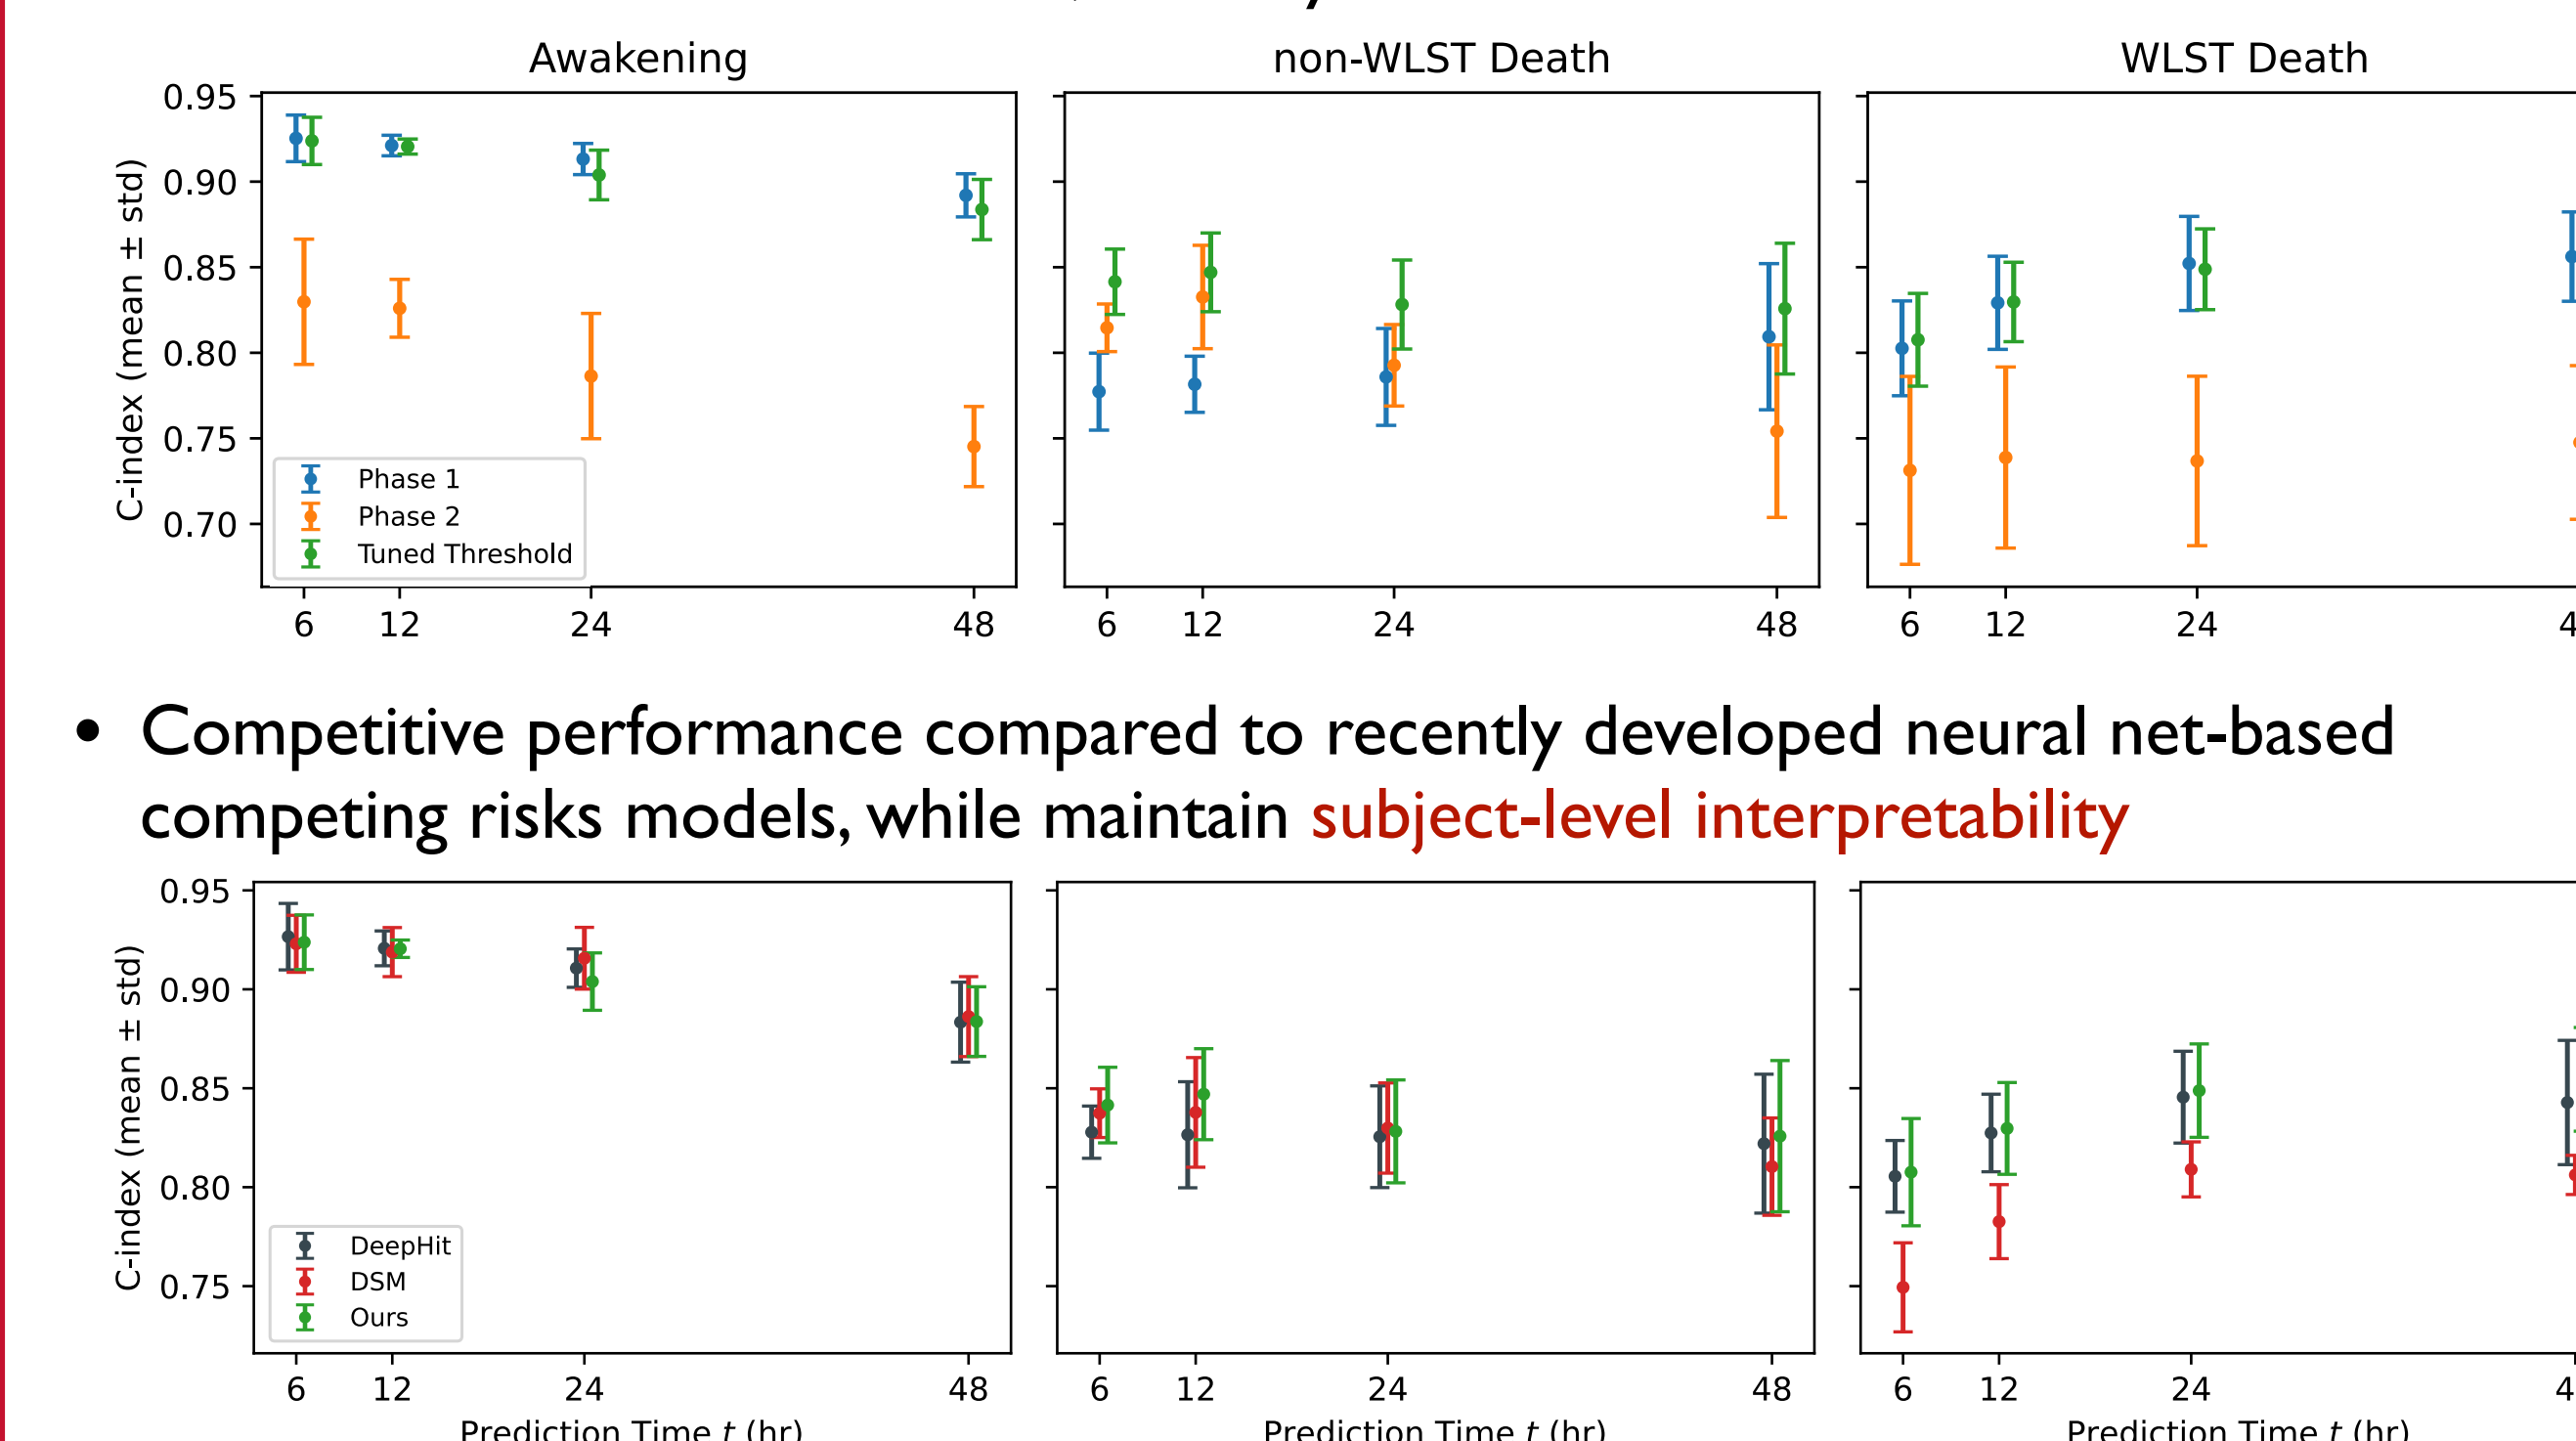 Awakening non-WLST Death WLST Death
C-index (mean ± std)
0.95
0.90
0.85
0.80
0.75
0.70
Phase 1
Phase 2
Tuned Threshold
6 12 24 48 6 12 24 48 6 12 24 4
• Competitive performance compared to recently developed neural net-based
competing risks models, while maintain subject-level interpretability
C-index (mean ± std)
0.95
0.90
0.85
0.80
0.75
DeepHit
DSM
Ours
6 12 24 48 6 12 24 48 6 12 24 4
Prediction Time t (hr) Prediction Time t (hr) Prediction Time t (hr)